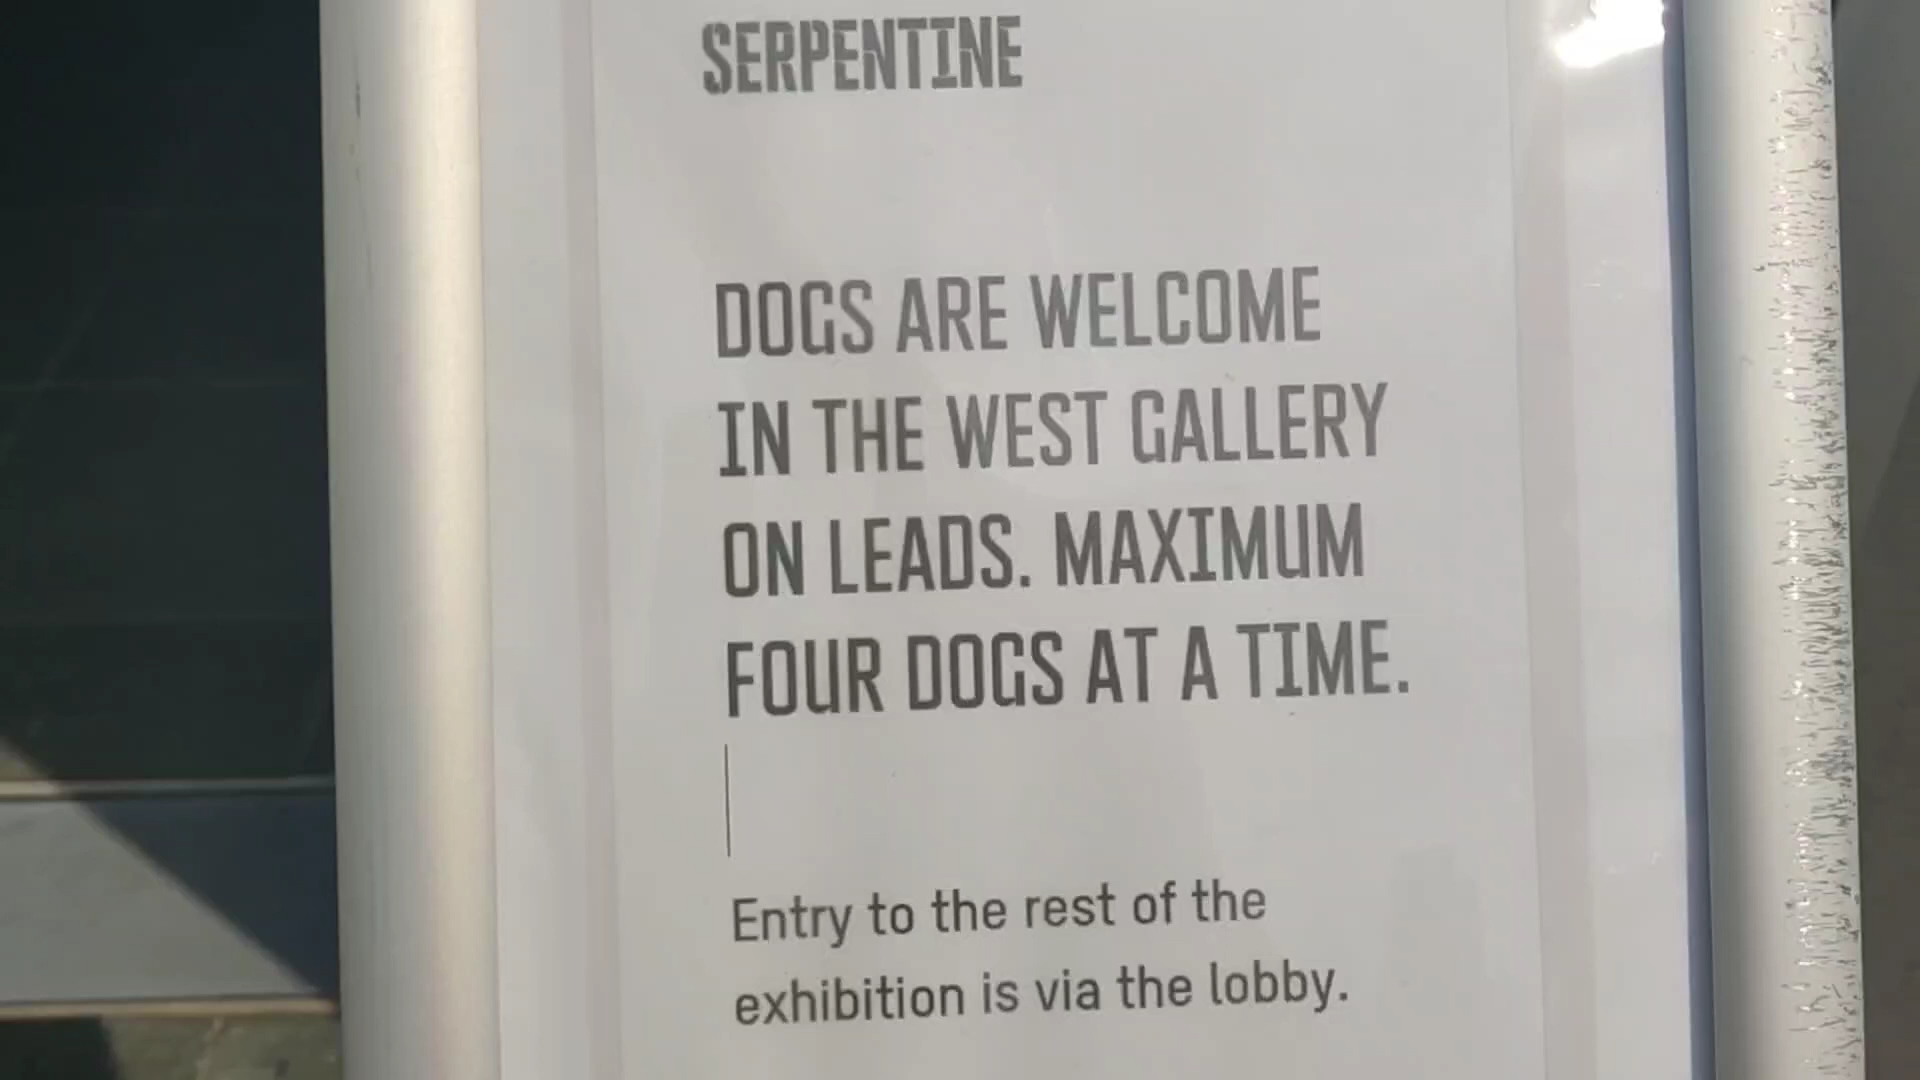 SERPENTINE
DOGS ARE WELCOME
IN THE WEST GALLERY
ON LEADS. MAXIMUM
FOUR DOGS AT A TIME.
Entry to the rest of the
exhibition is via the lobby.